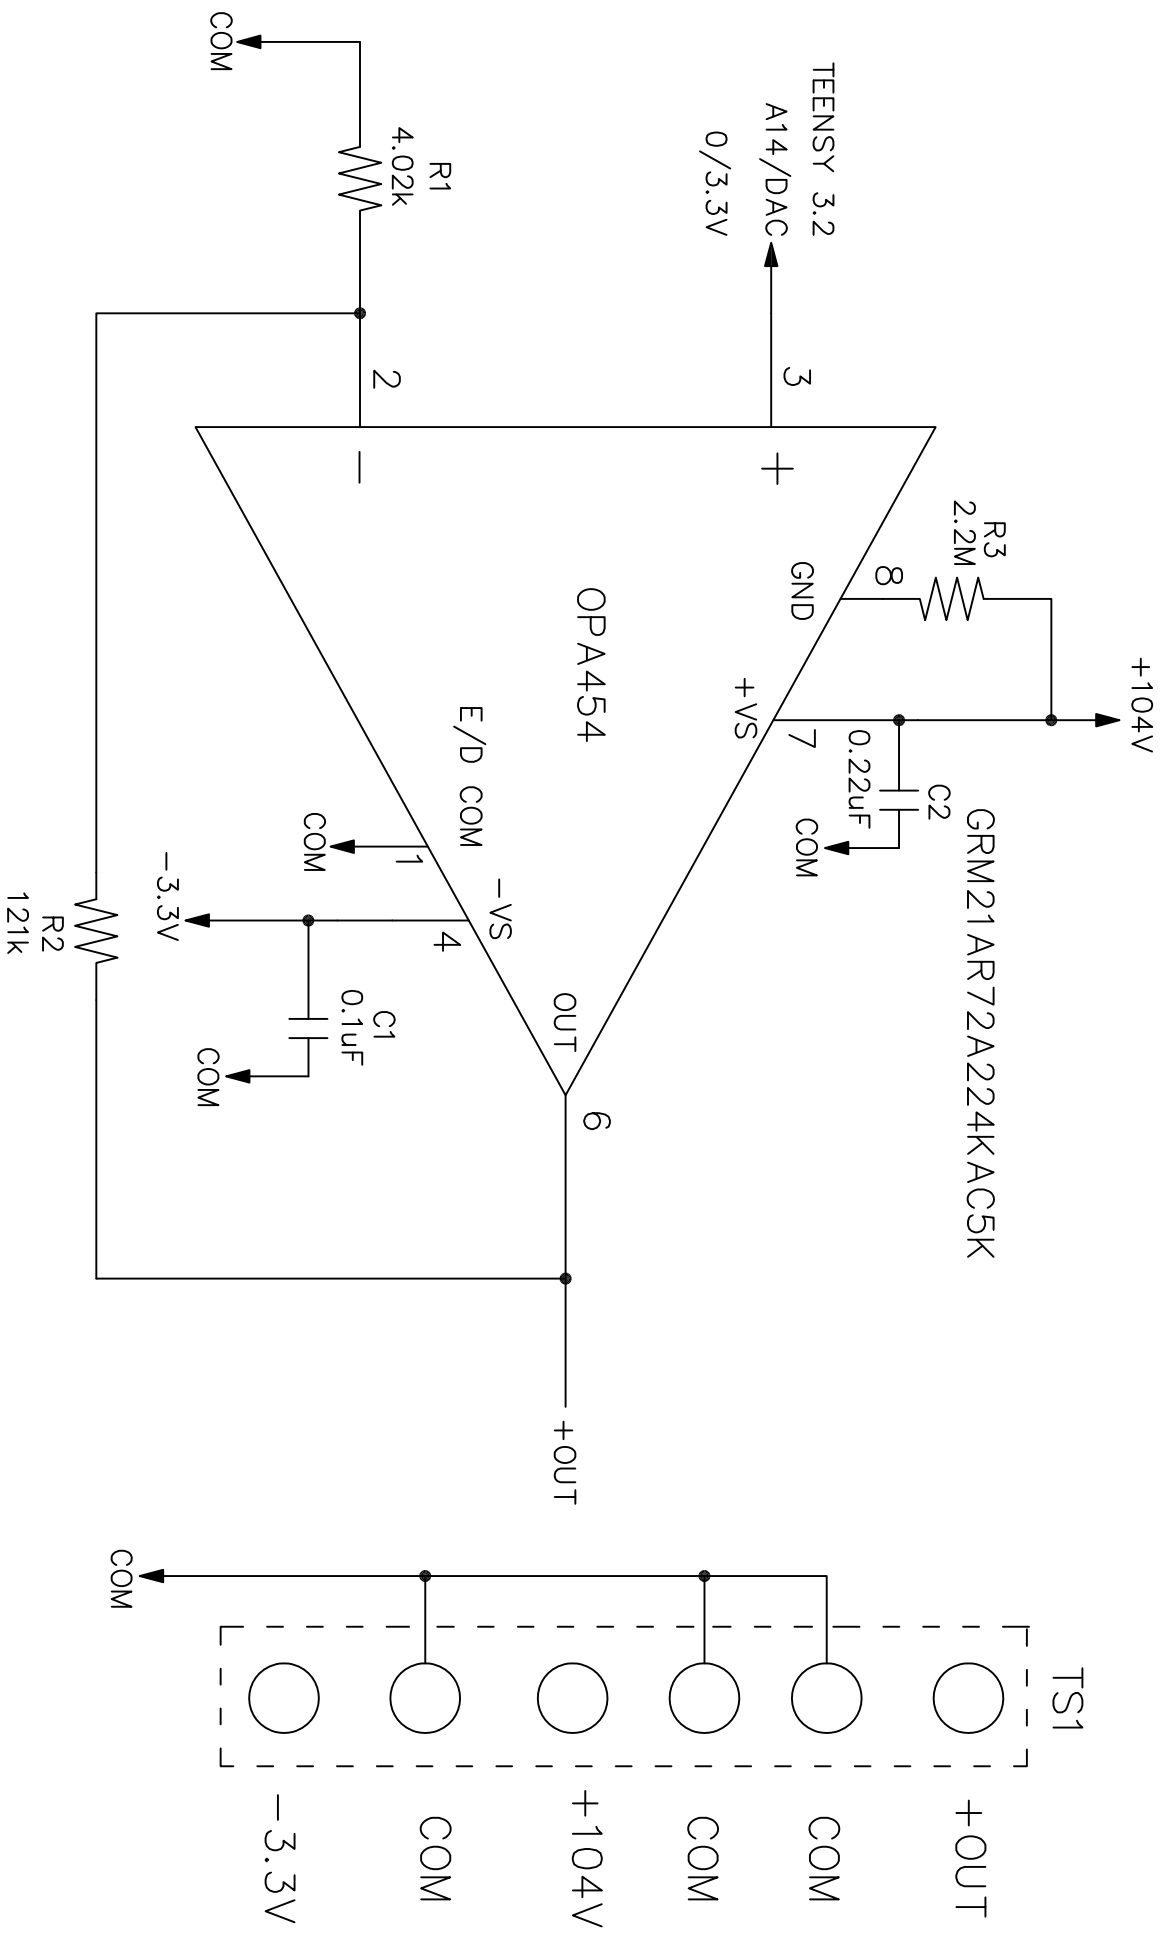 +104V
GRM21AR72A224KAC5K
R3
2.2M
C2
0.22uF
COM
8
7
GND
+VS
TEENSY 3.2
A14/DAC
0/3.3V
3
+
OPA454
OUT
6
+OUT
R1
4.02k
COM
2
-
E/D COM
-VS
1
COM
4
-3.3V
C1
0.1uF
COM
R2
121k
TS1
+OUT
COM
COM
+104V
COM
-3.3V
COM